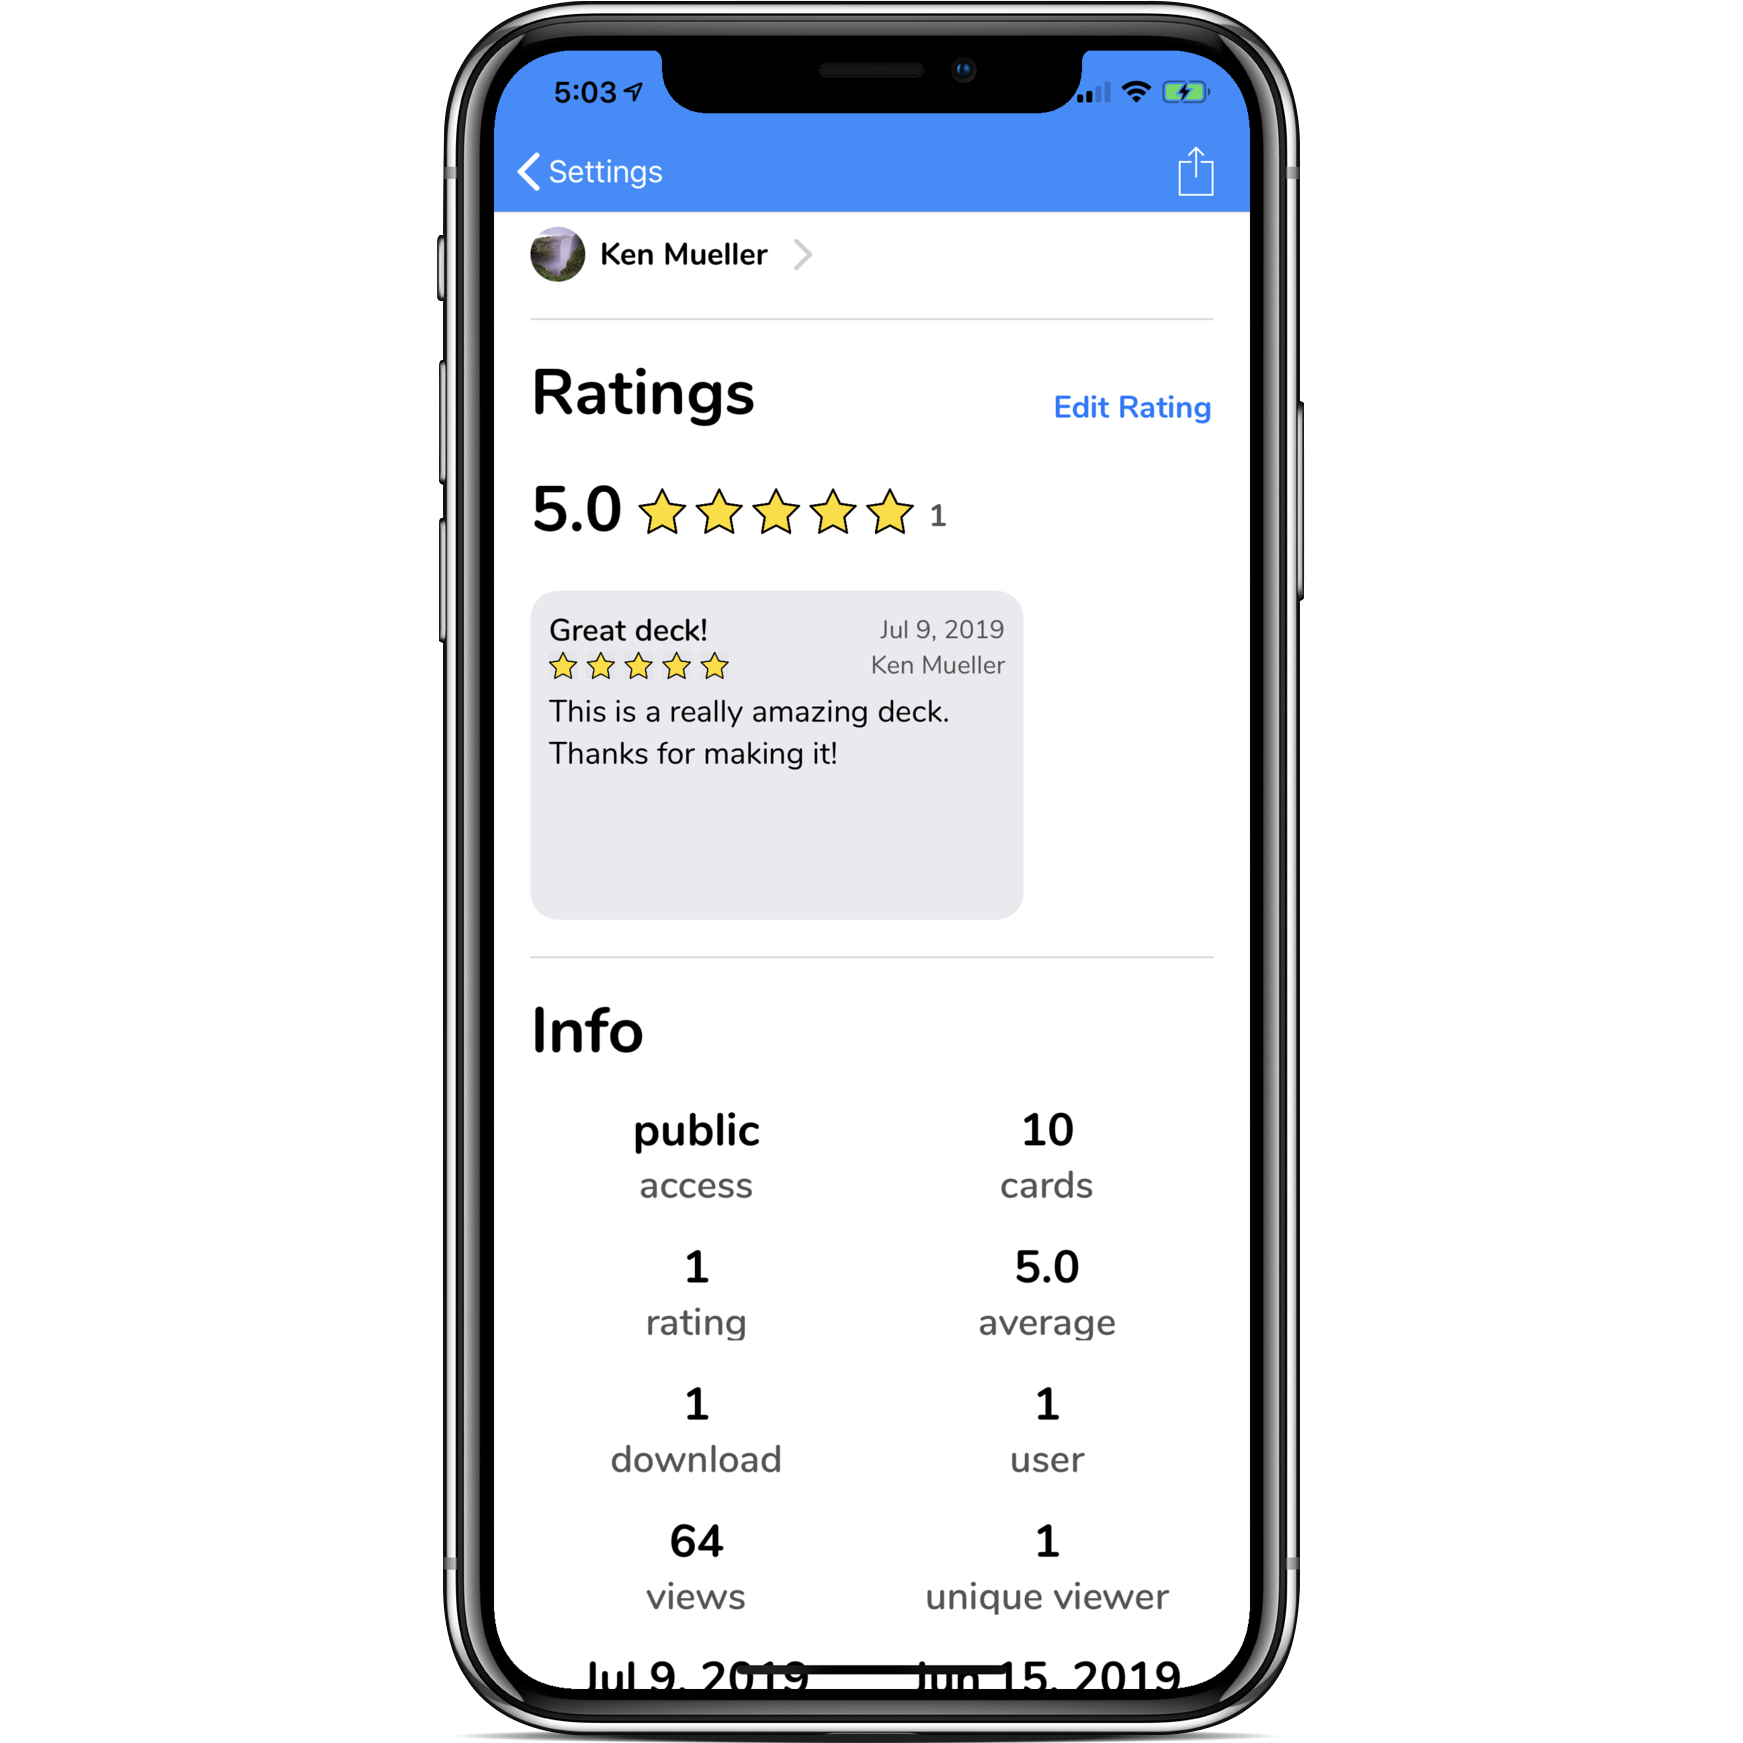 5:03
Settings
Ken Mueller
Ratings
Edit Rating
5.0 1
Great deck! Jul 9, 2019
Ken Mueller
This is a really amazing deck.
Thanks for making it!
Info
public 10
access cards
1 5.0
rating average
1 1
download user
64 1
views unique viewer
Jul 9, 2019 Jun 15, 2019